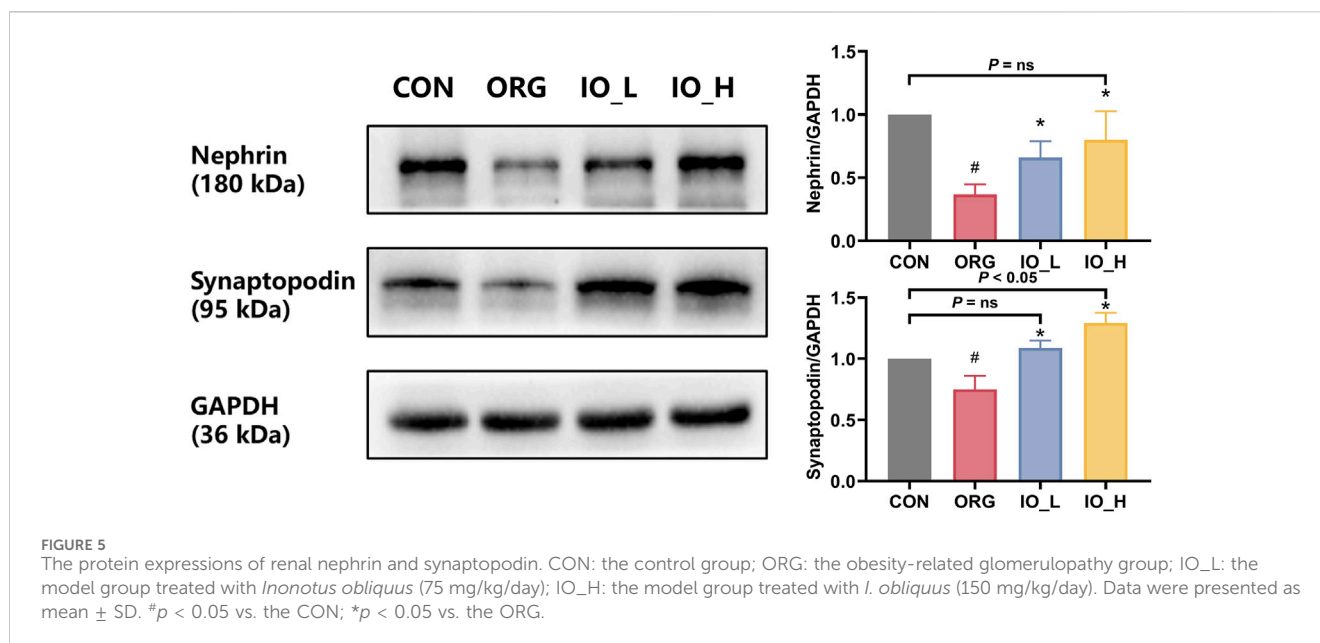 CON ORG IO_L IO_H
Nephrin
(180 kDa)
Synaptopodin
(95 kDa)
GAPDH
(36 kDa)
Nephrin/GAPDH
1.5
1.0
0.5
0.0
P = ns
#
*
*
CON ORG IO_L IO_H
Synaptopodin/GAPDH
1.5
1.0
0.5
0.0
P < 0.05
P = ns
#
*
*
CON ORG IO_L IO_H
FIGURE 5
The protein expressions of renal nephrin and synaptopodin. CON: the control group; ORG: the obesity-related glomerulopathy group; IO_L: the
model group treated with Inonotus obliquus (75 mg/kg/day); IO_H: the model group treated with I. obliquus (150 mg/kg/day). Data were presented as
mean ± SD. #p < 0.05 vs. the CON; *p < 0.05 vs. the ORG.